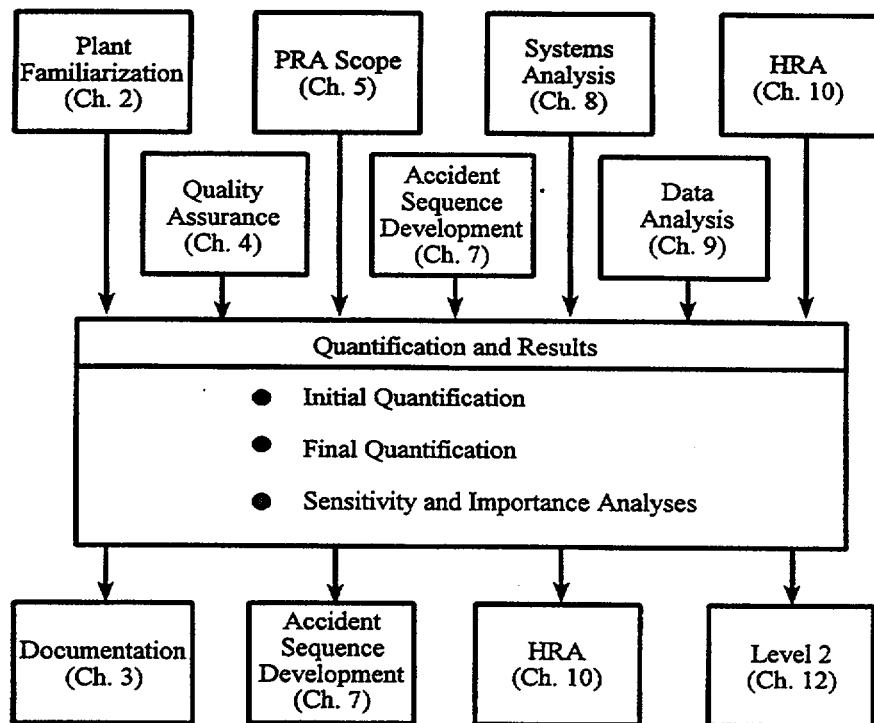 Plant
Familiarization
(Ch. 2)
PRA Scope
(Ch. 5)
Systems
Analysis
(Ch. 8)
HRA
(Ch. 10)
Quality
Assurance
(Ch. 4)
Accident
Sequence
Development
(Ch. 7)
Data
Analysis
(Ch. 9)
Quantification and Results
● Initial Quantification
● Final Quantification
● Sensitivity and Importance Analyses
Documentation
(Ch. 3)
Accident
Sequence
Development
(Ch. 7)
HRA
(Ch. 10)
Level 2
(Ch. 12)